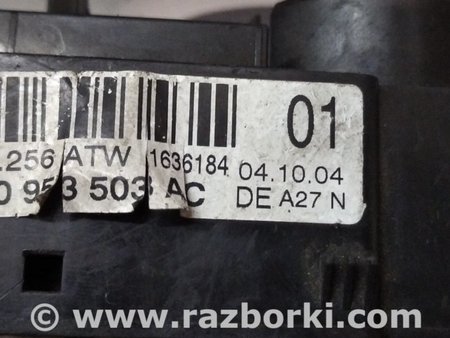 01
.256 ATW 1636184 04.10.04
0 953 503 AC DE A27 N
© www.razborki.com